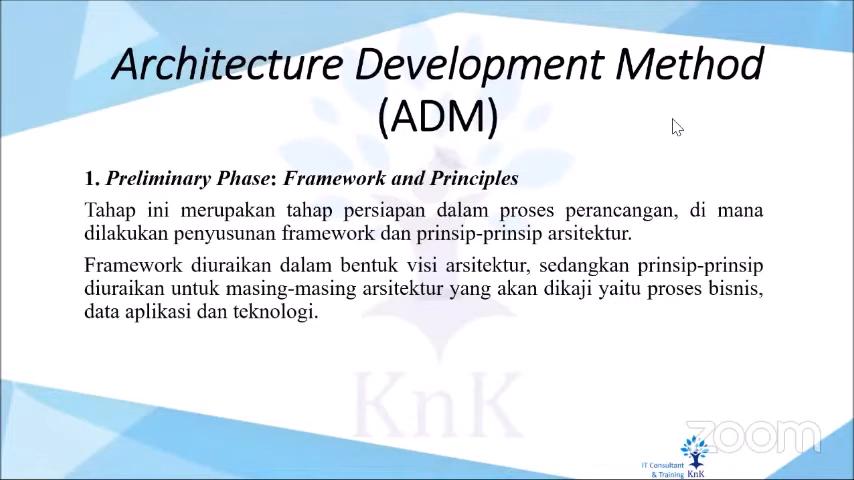 Architecture Development Method
(ADM)
1. Preliminary Phase: Framework and Principles
Tahap ini merupakan tahap persiapan dalam proses perancangan, di mana
dilakukan penyusunan framework dan prinsip-prinsip arsitektur.
Framework diuraikan dalam bentuk visi arsitektur, sedangkan prinsip-prinsip
diuraikan untuk masing-masing arsitektur yang akan dikaji yaitu proses bisnis,
data aplikasi dan teknologi.
KnK
zoom
IT Consultant
& Training KnK